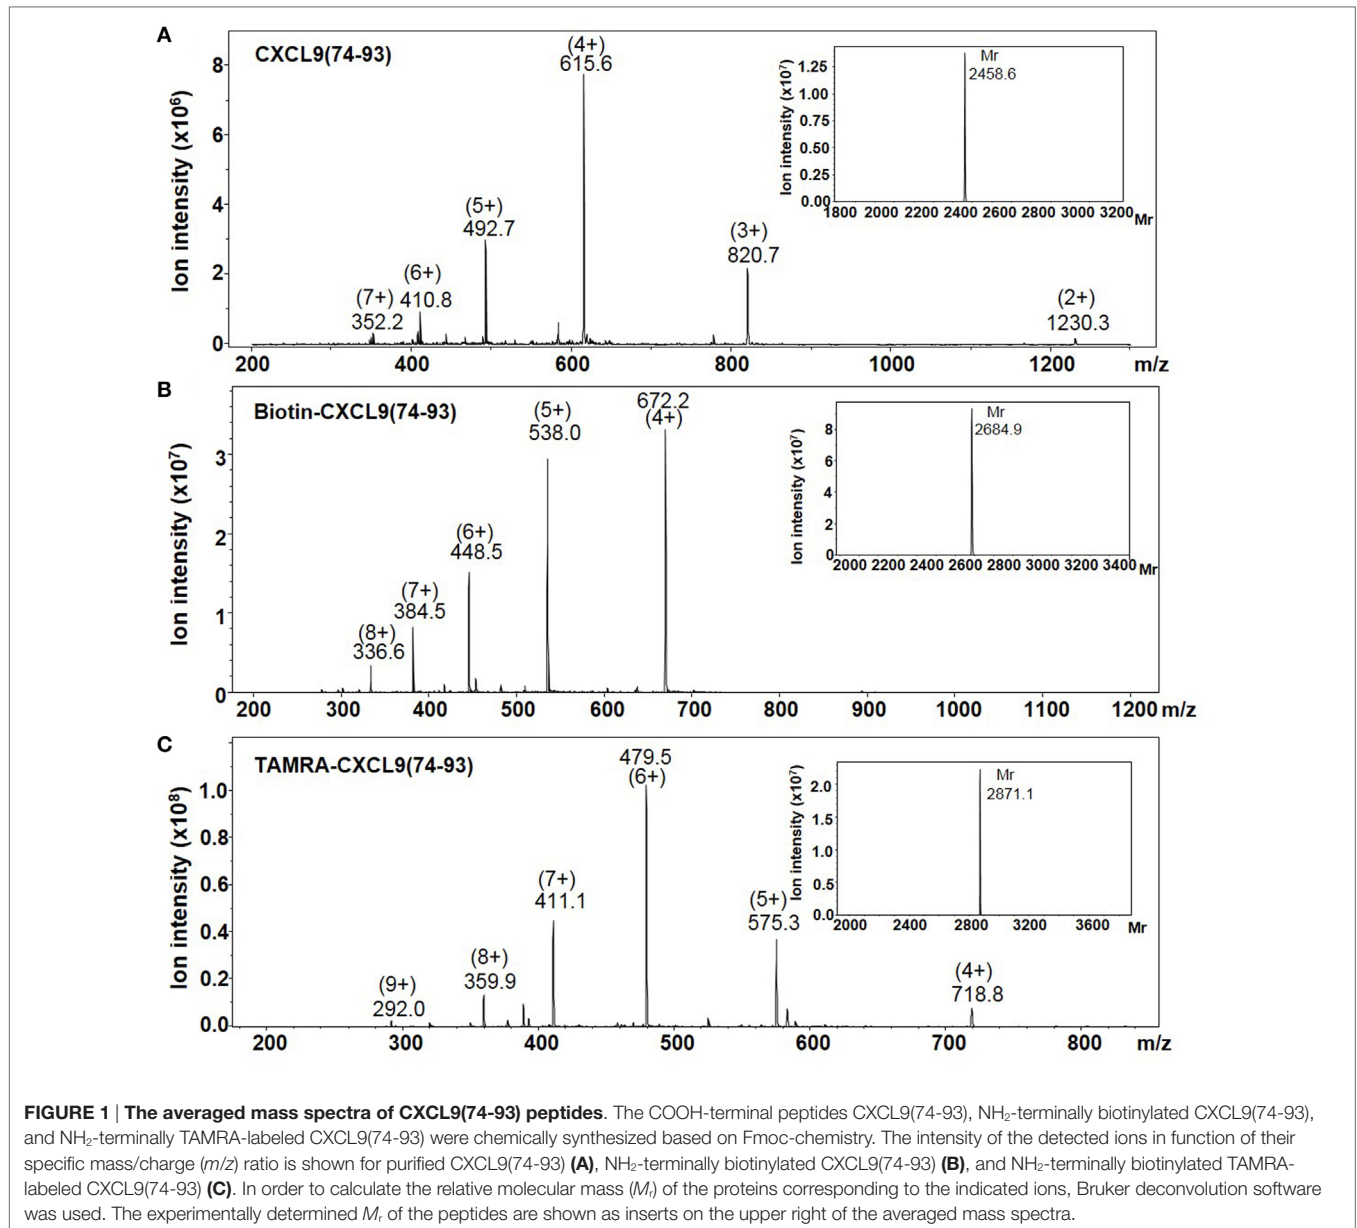 A
CXCL9(74-93)
Ion intensity (x10⁶)
8
6
4
2
0
(7+)
352.2
(6+)
410.8
(5+)
492.7
(4+)
615.6
(3+)
820.7
(2+)
1230.3
200 400 600 800 1000 1200 m/z
Ion intensity (x10⁷)
1.25
1.00
0.75
0.50
0.25
0.00
Mr
2458.6
1800 2000 2200 2400 2600 2800 3000 3200 Mr
B
Biotin-CXCL9(74-93)
Ion intensity (x10⁷)
3
2
1
0
(8+)
336.6
(7+)
384.5
(6+)
448.5
(5+)
538.0
672.2
(4+)
200 300 400 500 600 700 800 900 1000 1100 1200 m/z
Ion intensity (x10⁷)
8
6
4
2
0
Mr
2684.9
2000 2200 2400 2600 2800 3000 3200 3400 Mr
C
TAMRA-CXCL9(74-93)
Ion intensity (x10⁸)
1.0
0.8
0.6
0.4
0.2
0.0
(9+)
292.0
(8+)
359.9
(7+)
411.1
479.5
(6+)
(5+)
575.3
(4+)
718.8
200 300 400 500 600 700 800 m/z
Ion intensity (x10⁷)
2.0
1.5
1.0
0.5
0.0
Mr
2871.1
2000 2400 2800 3200 3600 Mr
FIGURE 1 | The averaged mass spectra of CXCL9(74-93) peptides. The COOH-terminal peptides CXCL9(74-93), NH₂-terminally biotinylated CXCL9(74-93),
and NH₂-terminally TAMRA-labeled CXCL9(74-93) were chemically synthesized based on Fmoc-chemistry. The intensity of the detected ions in function of their
specific mass/charge (m/z) ratio is shown for purified CXCL9(74-93) (A), NH₂-terminally biotinylated CXCL9(74-93) (B), and NH₂-terminally biotinylated TAMRA-
labeled CXCL9(74-93) (C). In order to calculate the relative molecular mass (Mᵣ) of the proteins corresponding to the indicated ions, Bruker deconvolution software
was used. The experimentally determined Mᵣ of the peptides are shown as inserts on the upper right of the averaged mass spectra.